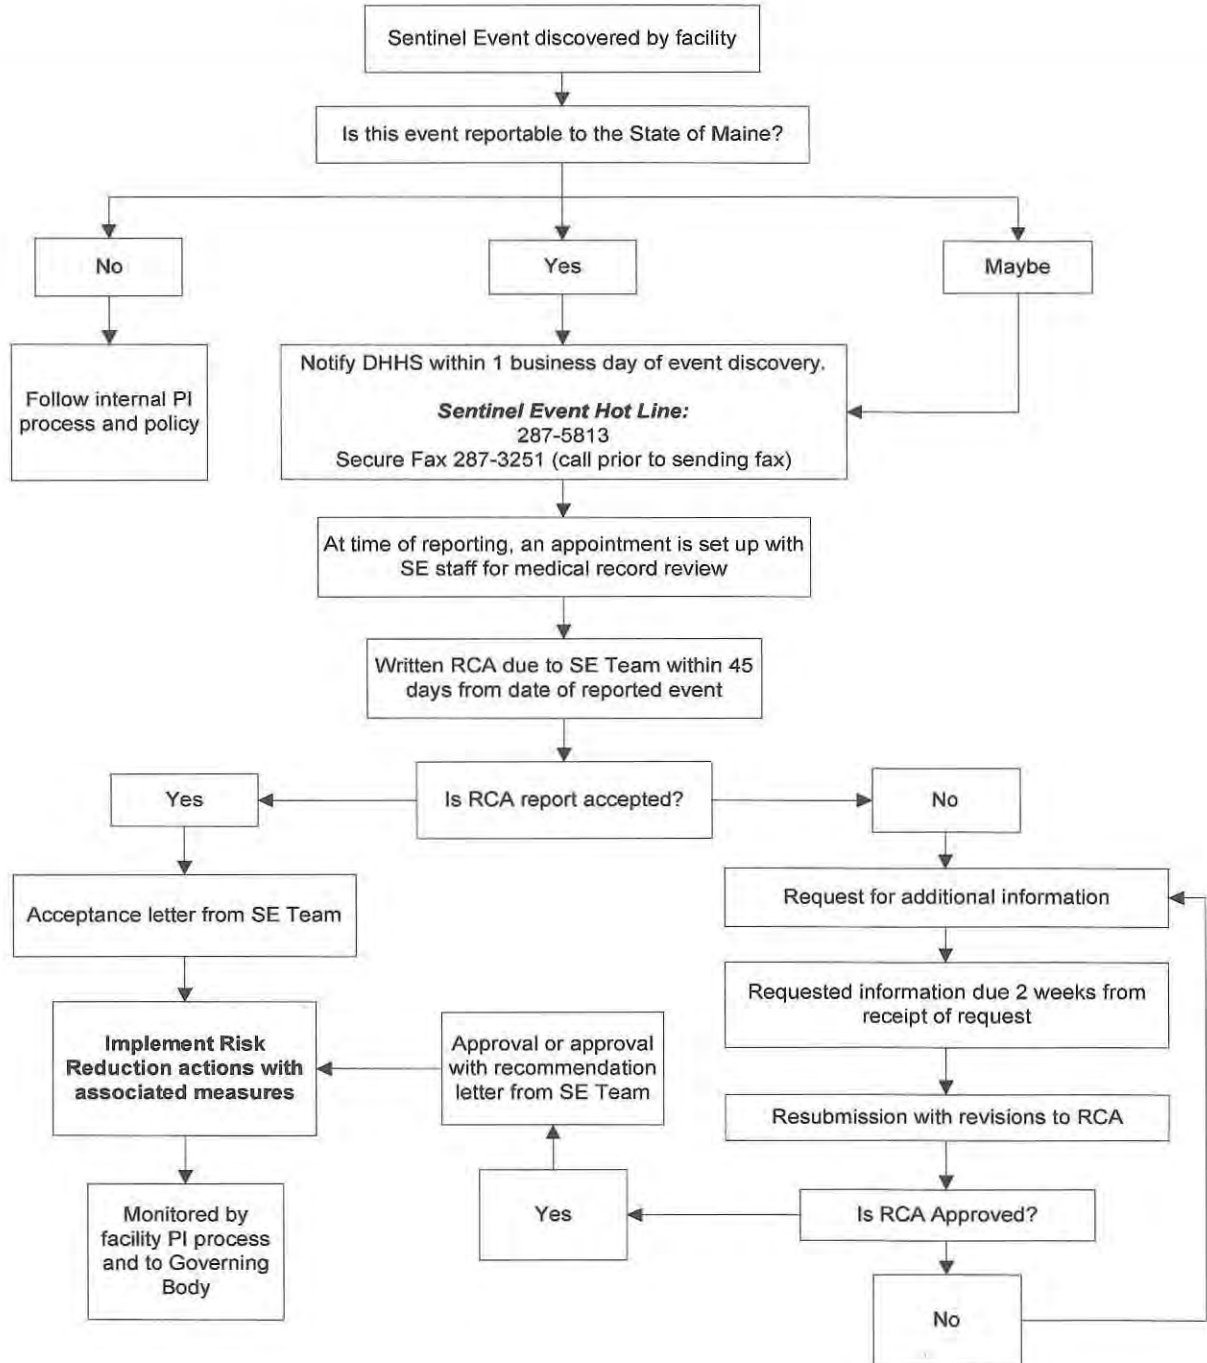 Sentinel Event discovered by facility
Is this event reportable to the State of Maine?
No
Yes
Maybe
Follow internal PI
process and policy
Notify DHHS within 1 business day of event discovery.
Sentinel Event Hot Line:
287-5813
Secure Fax 287-3251 (call prior to sending fax)
At time of reporting, an appointment is set up with
SE staff for medical record review
Written RCA due to SE Team within 45
days from date of reported event
Is RCA report accepted?
Yes
No
Acceptance letter from SE Team
Request for additional information
Implement Risk
Reduction actions with
associated measures
Approval or approval
with recommendation
letter from SE Team
Requested information due 2 weeks from
receipt of request
Resubmission with revisions to RCA
Monitored by
facility PI process
and to Governing
Body
Yes
Is RCA Approved?
No